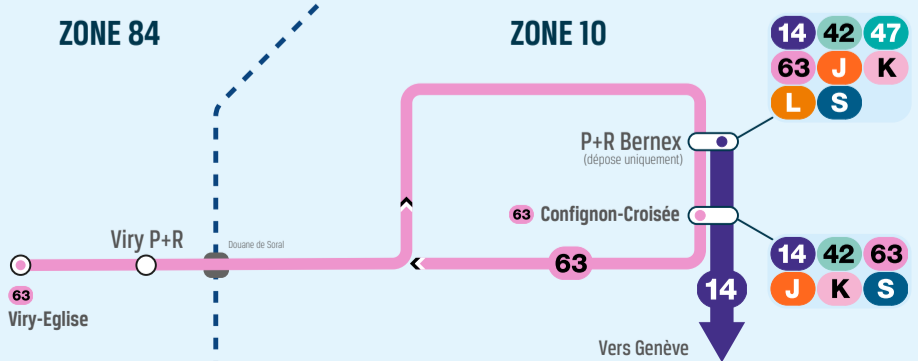 ZONE 84
ZONE 10
14 42 47
63 J K
L S
P+R Bernex
(dépose uniquement)
63 Confignon-Croisée
Viry P+R
Douane de Soral
63
14 42 63
J K S
14
63
Viry-Eglise
Vers Genève